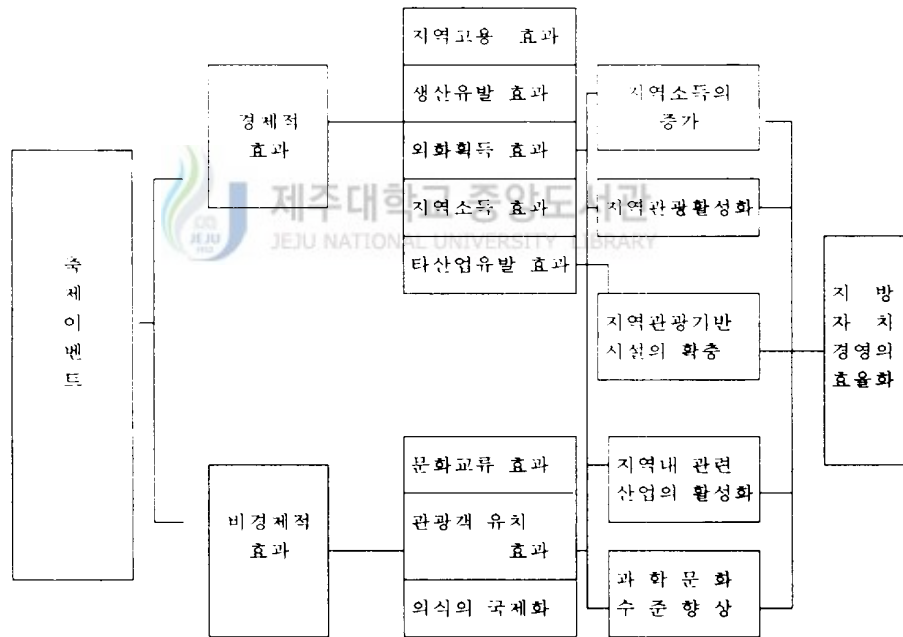 축
제
이
벤
트
경제적
효과
비경제적
효과
지역고용 효과
생산유발 효과
외화획득 효과
지역소득 효과
타산업유발 효과
문화교류 효과
관광객 유치
효과
의식의 국제화
지역소득의
증가
지역관광활성화
지역관광기반
시설의 확충
지역내 관련
산업의 활성화
과 학 문 화
수 준 향 상
지 방
자 치
경영의
효율화
제주대학교 중앙도서관
JEJU NATIONAL UNIVERSITY LIBRARY
JEJU
1952